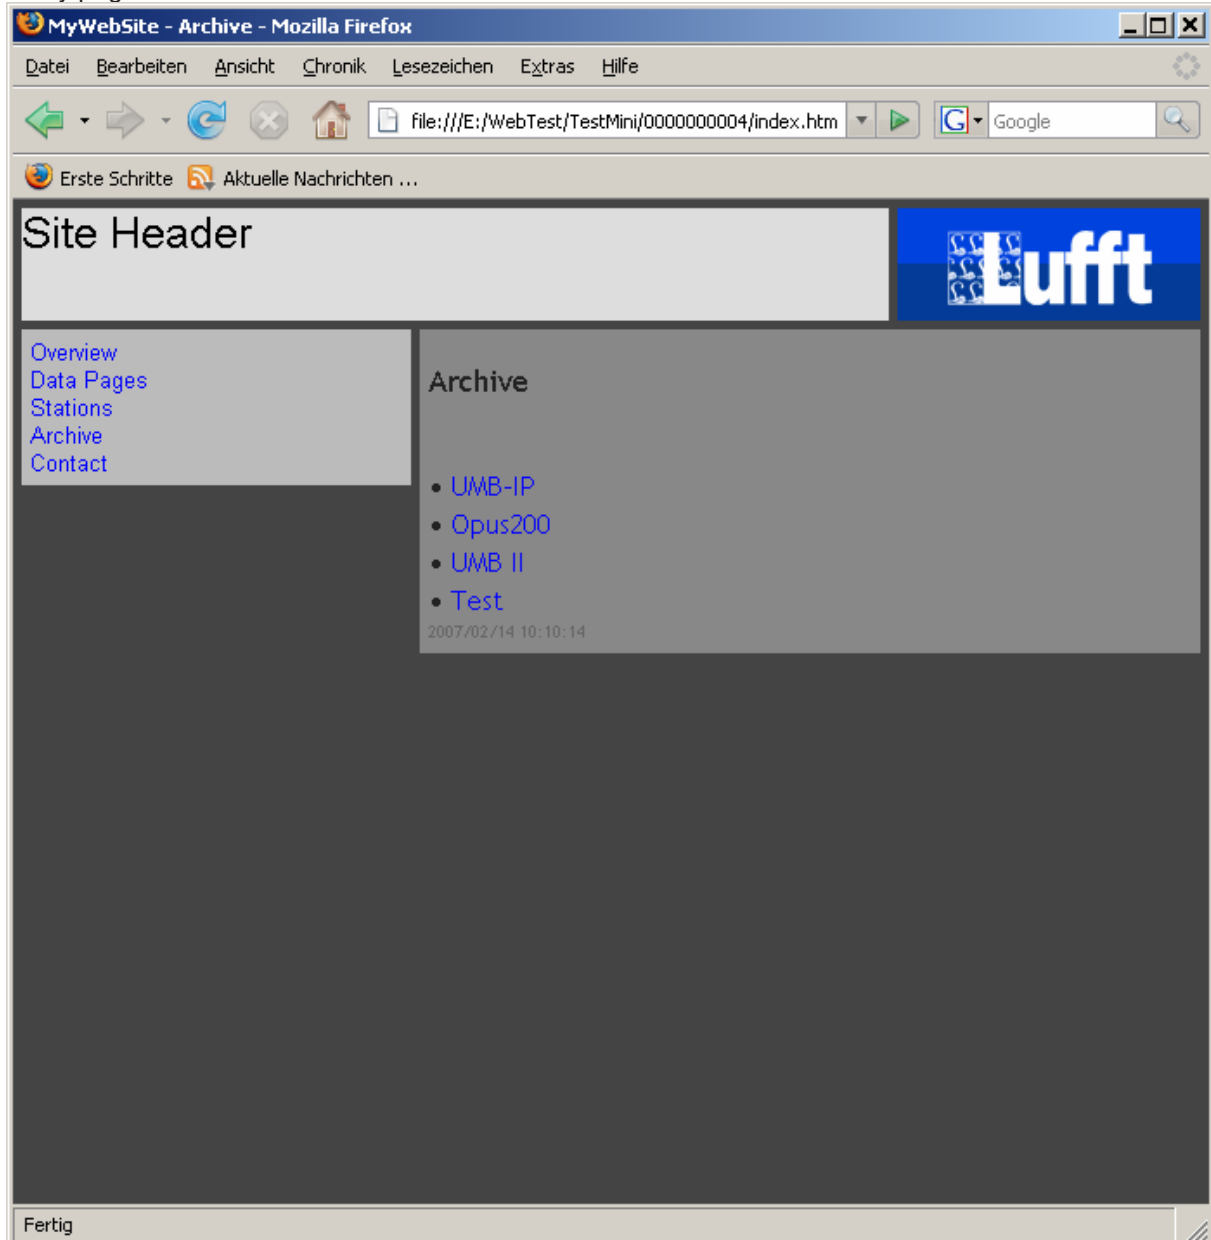 MyWebSite - Archive - Mozilla Firefox
Datei Bearbeiten Ansicht Chronik Lesezeichen Extras Hilfe
file:///E:/WebTest/TestMini/0000000004/index.htm G Google
Erste Schritte Aktuelle Nachrichten ...
Site Header
Lufft
Overview
Data Pages
Stations
Archive
Contact
Archive
• UMB-IP
• Opus200
• UMB II
• Test
2007/02/14 10:10:14
Fertig